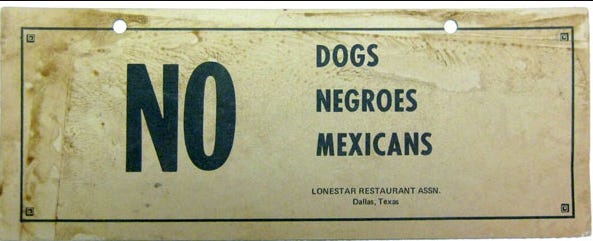 NO
DOGS
NEGROES
MEXICANS
LONESTAR RESTAURANT ASSN.
Dallas, Texas